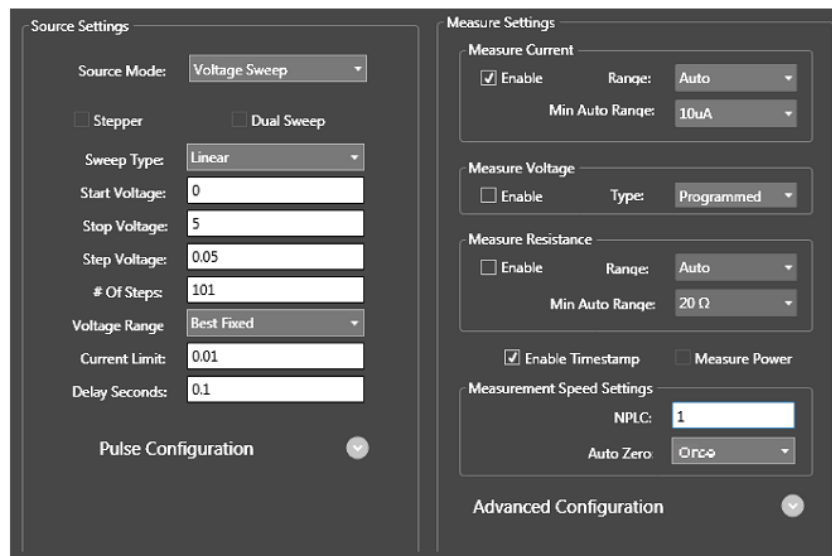 Source Settings
Source Mode: Voltage Sweep
Stepper Dual Sweep
Sweep Type: Linear
Start Voltage: 0
Stop Voltage: 5
Step Voltage: 0.05
# Of Steps: 101
Voltage Range Best Fixed
Current Limit: 0.01
Delay Seconds: 0.1
Pulse Configuration
Measure Settings
Measure Current
Enable Range: Auto
Min Auto Range: 10uA
Measure Voltage
Enable Type: Programmed
Measure Resistance
Enable Range: Auto
Min Auto Range: 20 Ω
Enable Timestamp Measure Power
Measurement Speed Settings
NPLC: 1
Auto Zero: Once
Advanced Configuration